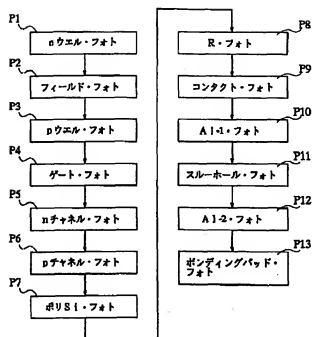 P1
nウエル・フォト
P2
フィールド・フォト
P3
pウエル・フォト
P4
ゲート・フォト
P5
nチャネル・フォト
P6
pチャネル・フォト
P7
ポリSi・フォト
P8
R・フォト
P9
コンタクト・フォト
P10
Al-1・フォト
P11
スルーホール・フォト
P12
Al-2・フォト
P13
ボンディングパッド・
フォト